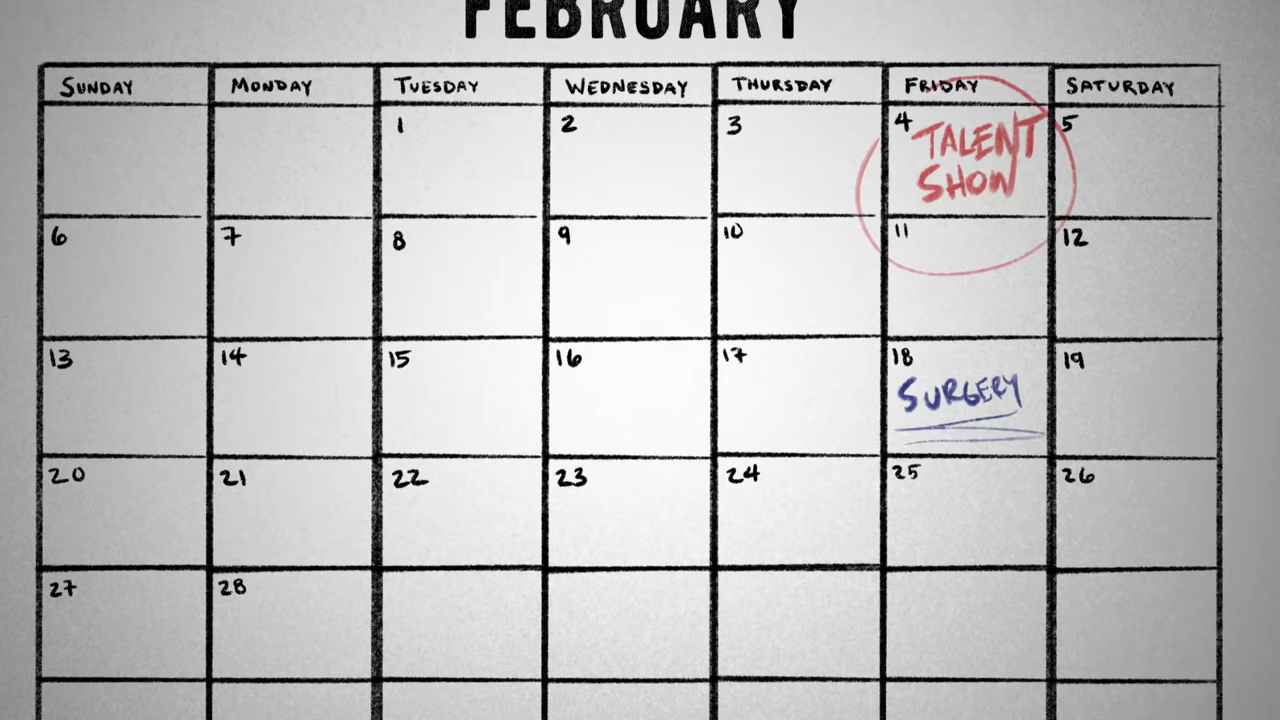 FEBRUARY
SUNDAY MONDAY TUESDAY WEDNESDAY THURSDAY FRIDAY SATURDAY
1 2 3 4 5
TALENT
SHOW
6 7 8 9 10 11 12
13 14 15 16 17 18 19
SURGERY
20 21 22 23 24 25 26
27 28